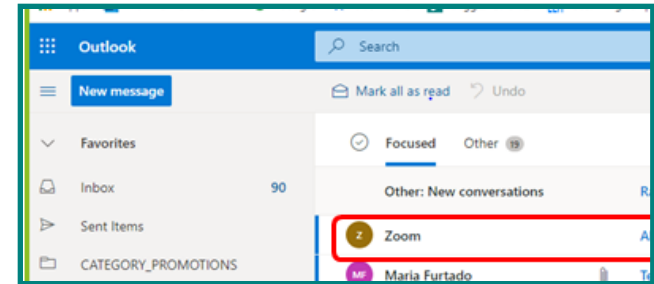 Outlook
Search
New message
Mark all as read
Undo
Favorites
Focused
Other 19
Inbox 90
Other: New conversations
Sent Items
Z Zoom
CATEGORY_PROMOTIONS
MF Maria Furtado